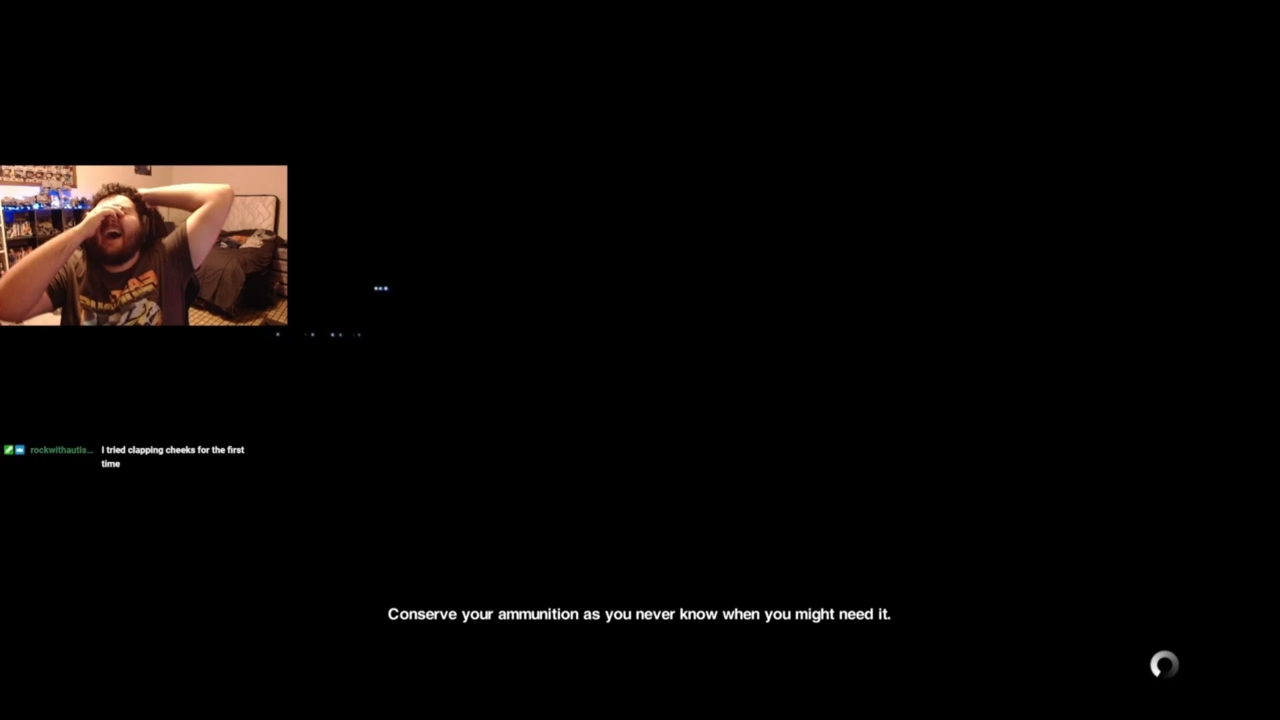 rockwithautis... I tried clapping cheeks for the first
time
Conserve your ammunition as you never know when you might need it.